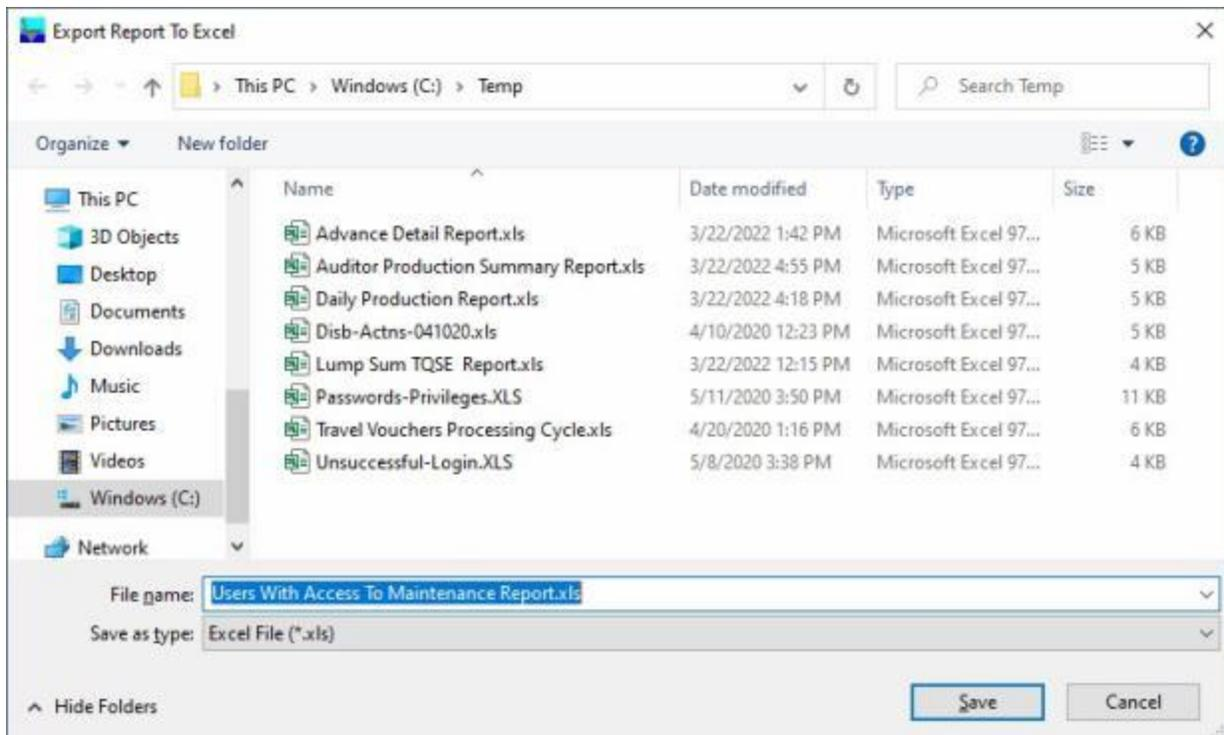 Export Report To Excel
This PC > Windows (C:) > Temp
Search Temp
Organize
New folder
Name Date modified Type Size
This PC
3D Objects
Desktop
Documents
Downloads
Music
Pictures
Videos
Windows (C:)
Network
Advance Detail Report.xls 3/22/2022 1:42 PM Microsoft Excel 97... 6 KB
Auditor Production Summary Report.xls 3/22/2022 4:55 PM Microsoft Excel 97... 5 KB
Daily Production Report.xls 3/22/2022 4:18 PM Microsoft Excel 97... 5 KB
Disb-Actns-041020.xls 4/10/2020 12:23 PM Microsoft Excel 97... 5 KB
Lump Sum TQSE Report.xls 3/22/2022 12:15 PM Microsoft Excel 97... 4 KB
Passwords-Privileges.XLS 5/11/2020 3:50 PM Microsoft Excel 97... 11 KB
Travel Vouchers Processing Cycle.xls 4/20/2020 1:16 PM Microsoft Excel 97... 6 KB
Unsuccessful-Login.XLS 5/8/2020 3:38 PM Microsoft Excel 97... 4 KB
File name: Users With Access To Maintenance Report.xls
Save as type: Excel File (*.xls)
Hide Folders
Save
Cancel